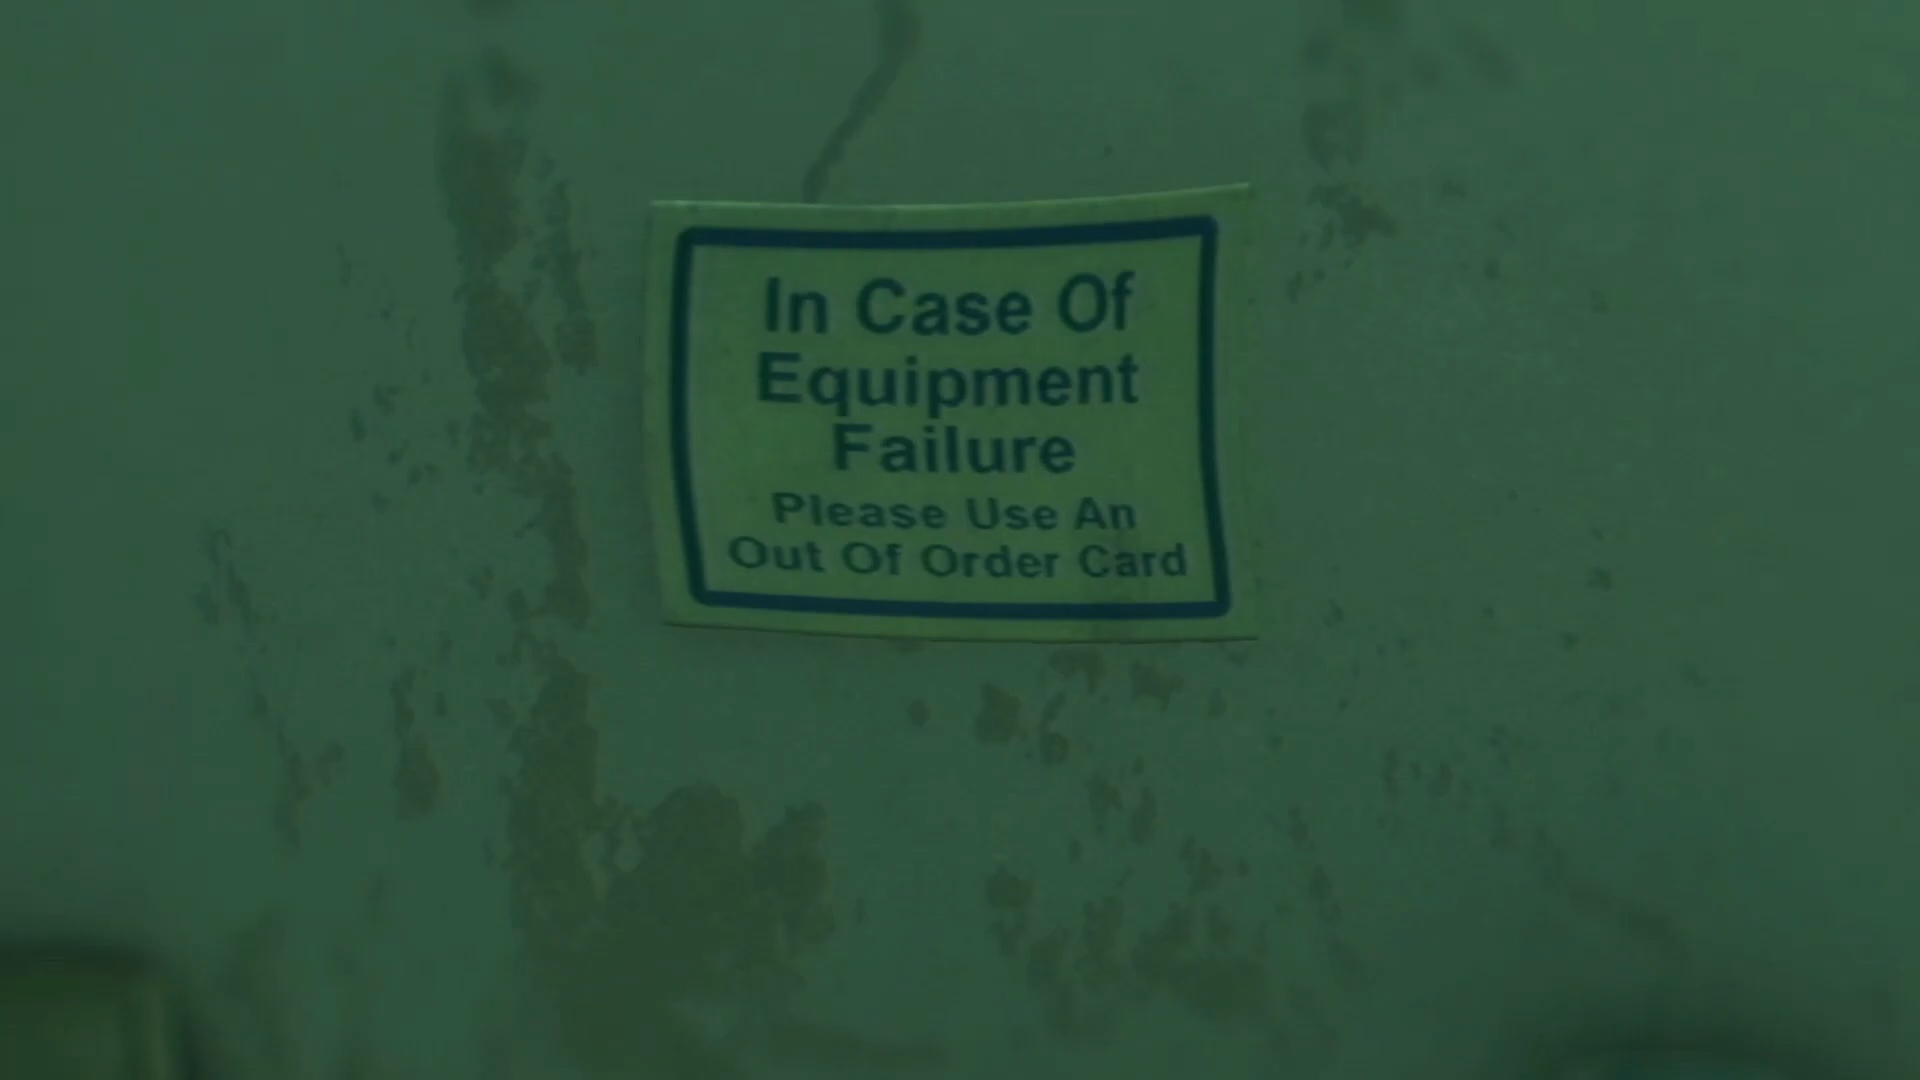 In Case Of
Equipment
Failure
Please Use An
Out Of Order Card